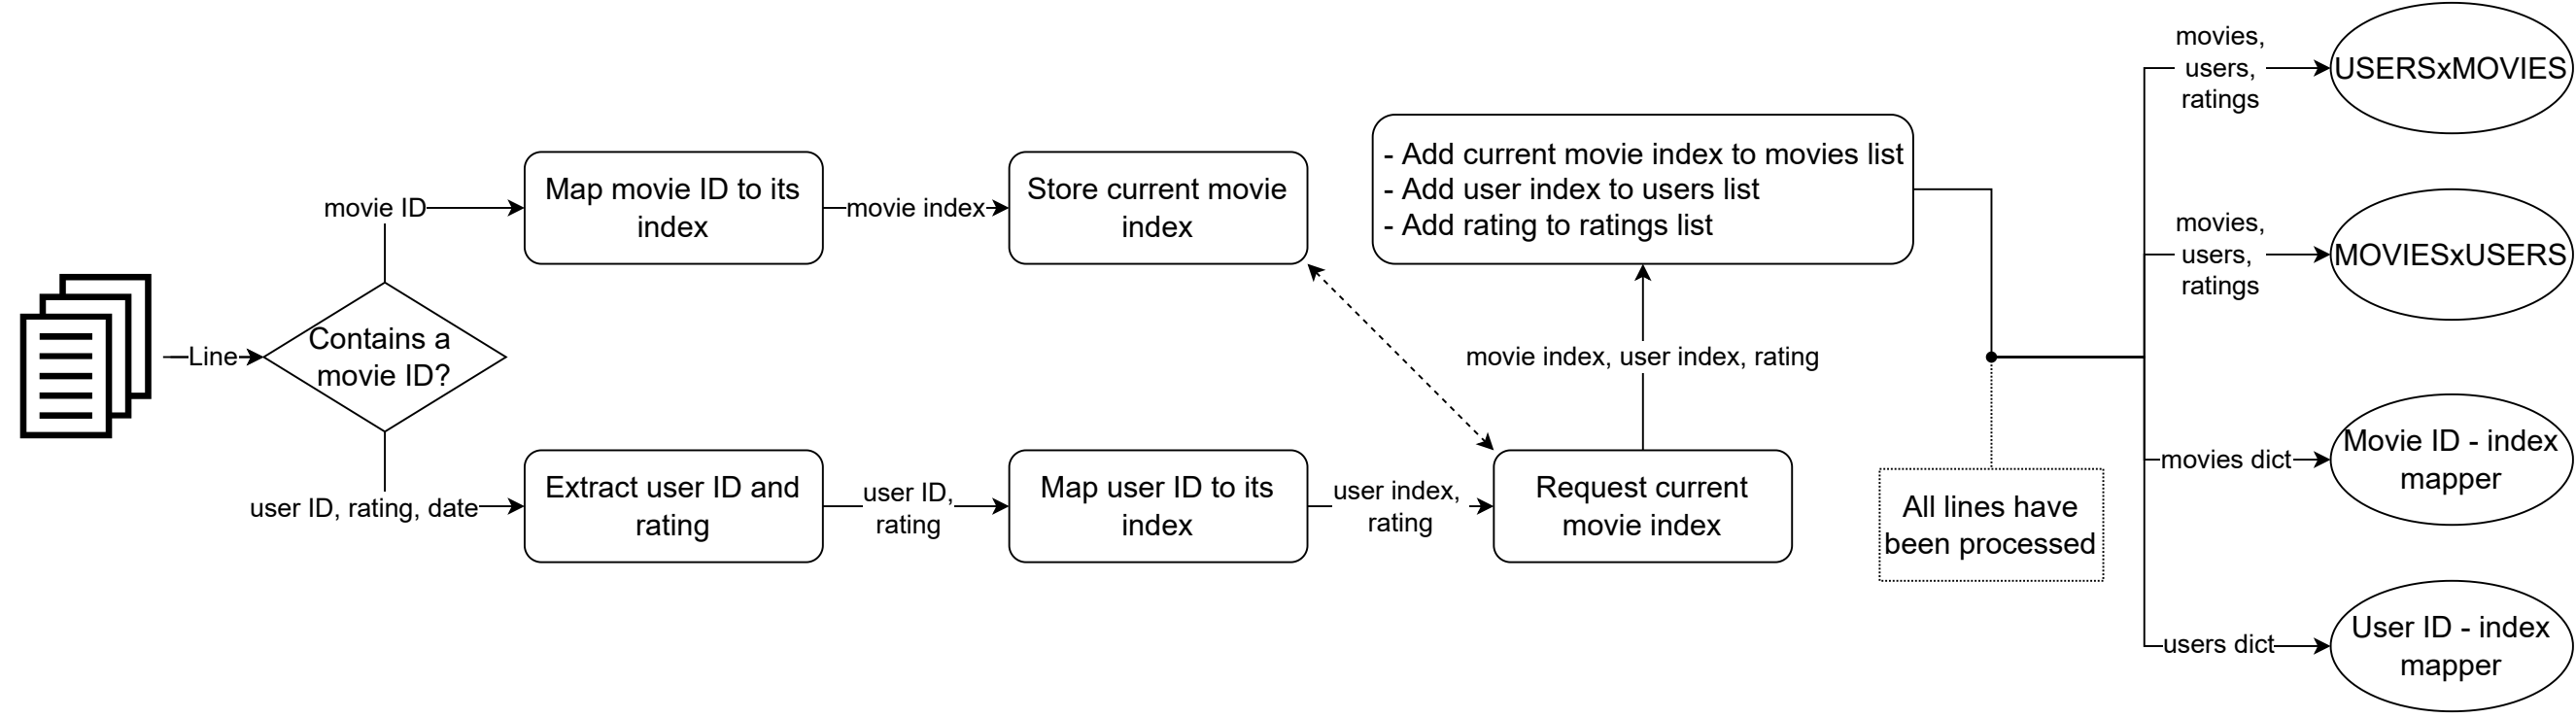 Line
Contains a
movie ID?
movie ID
Map movie ID to its
index
movie index
Store current movie
index
user ID, rating, date
Extract user ID and
rating
user ID,
rating
Map user ID to its
index
user index,
rating
Request current
movie index
movie index, user index, rating
- Add current movie index to movies list
- Add user index to users list
- Add rating to ratings list
All lines have
been processed
movies,
users,
ratings
USERSxMOVIES
movies,
users,
ratings
MOVIESxUSERS
movies dict
Movie ID - index
mapper
users dict
User ID - index
mapper